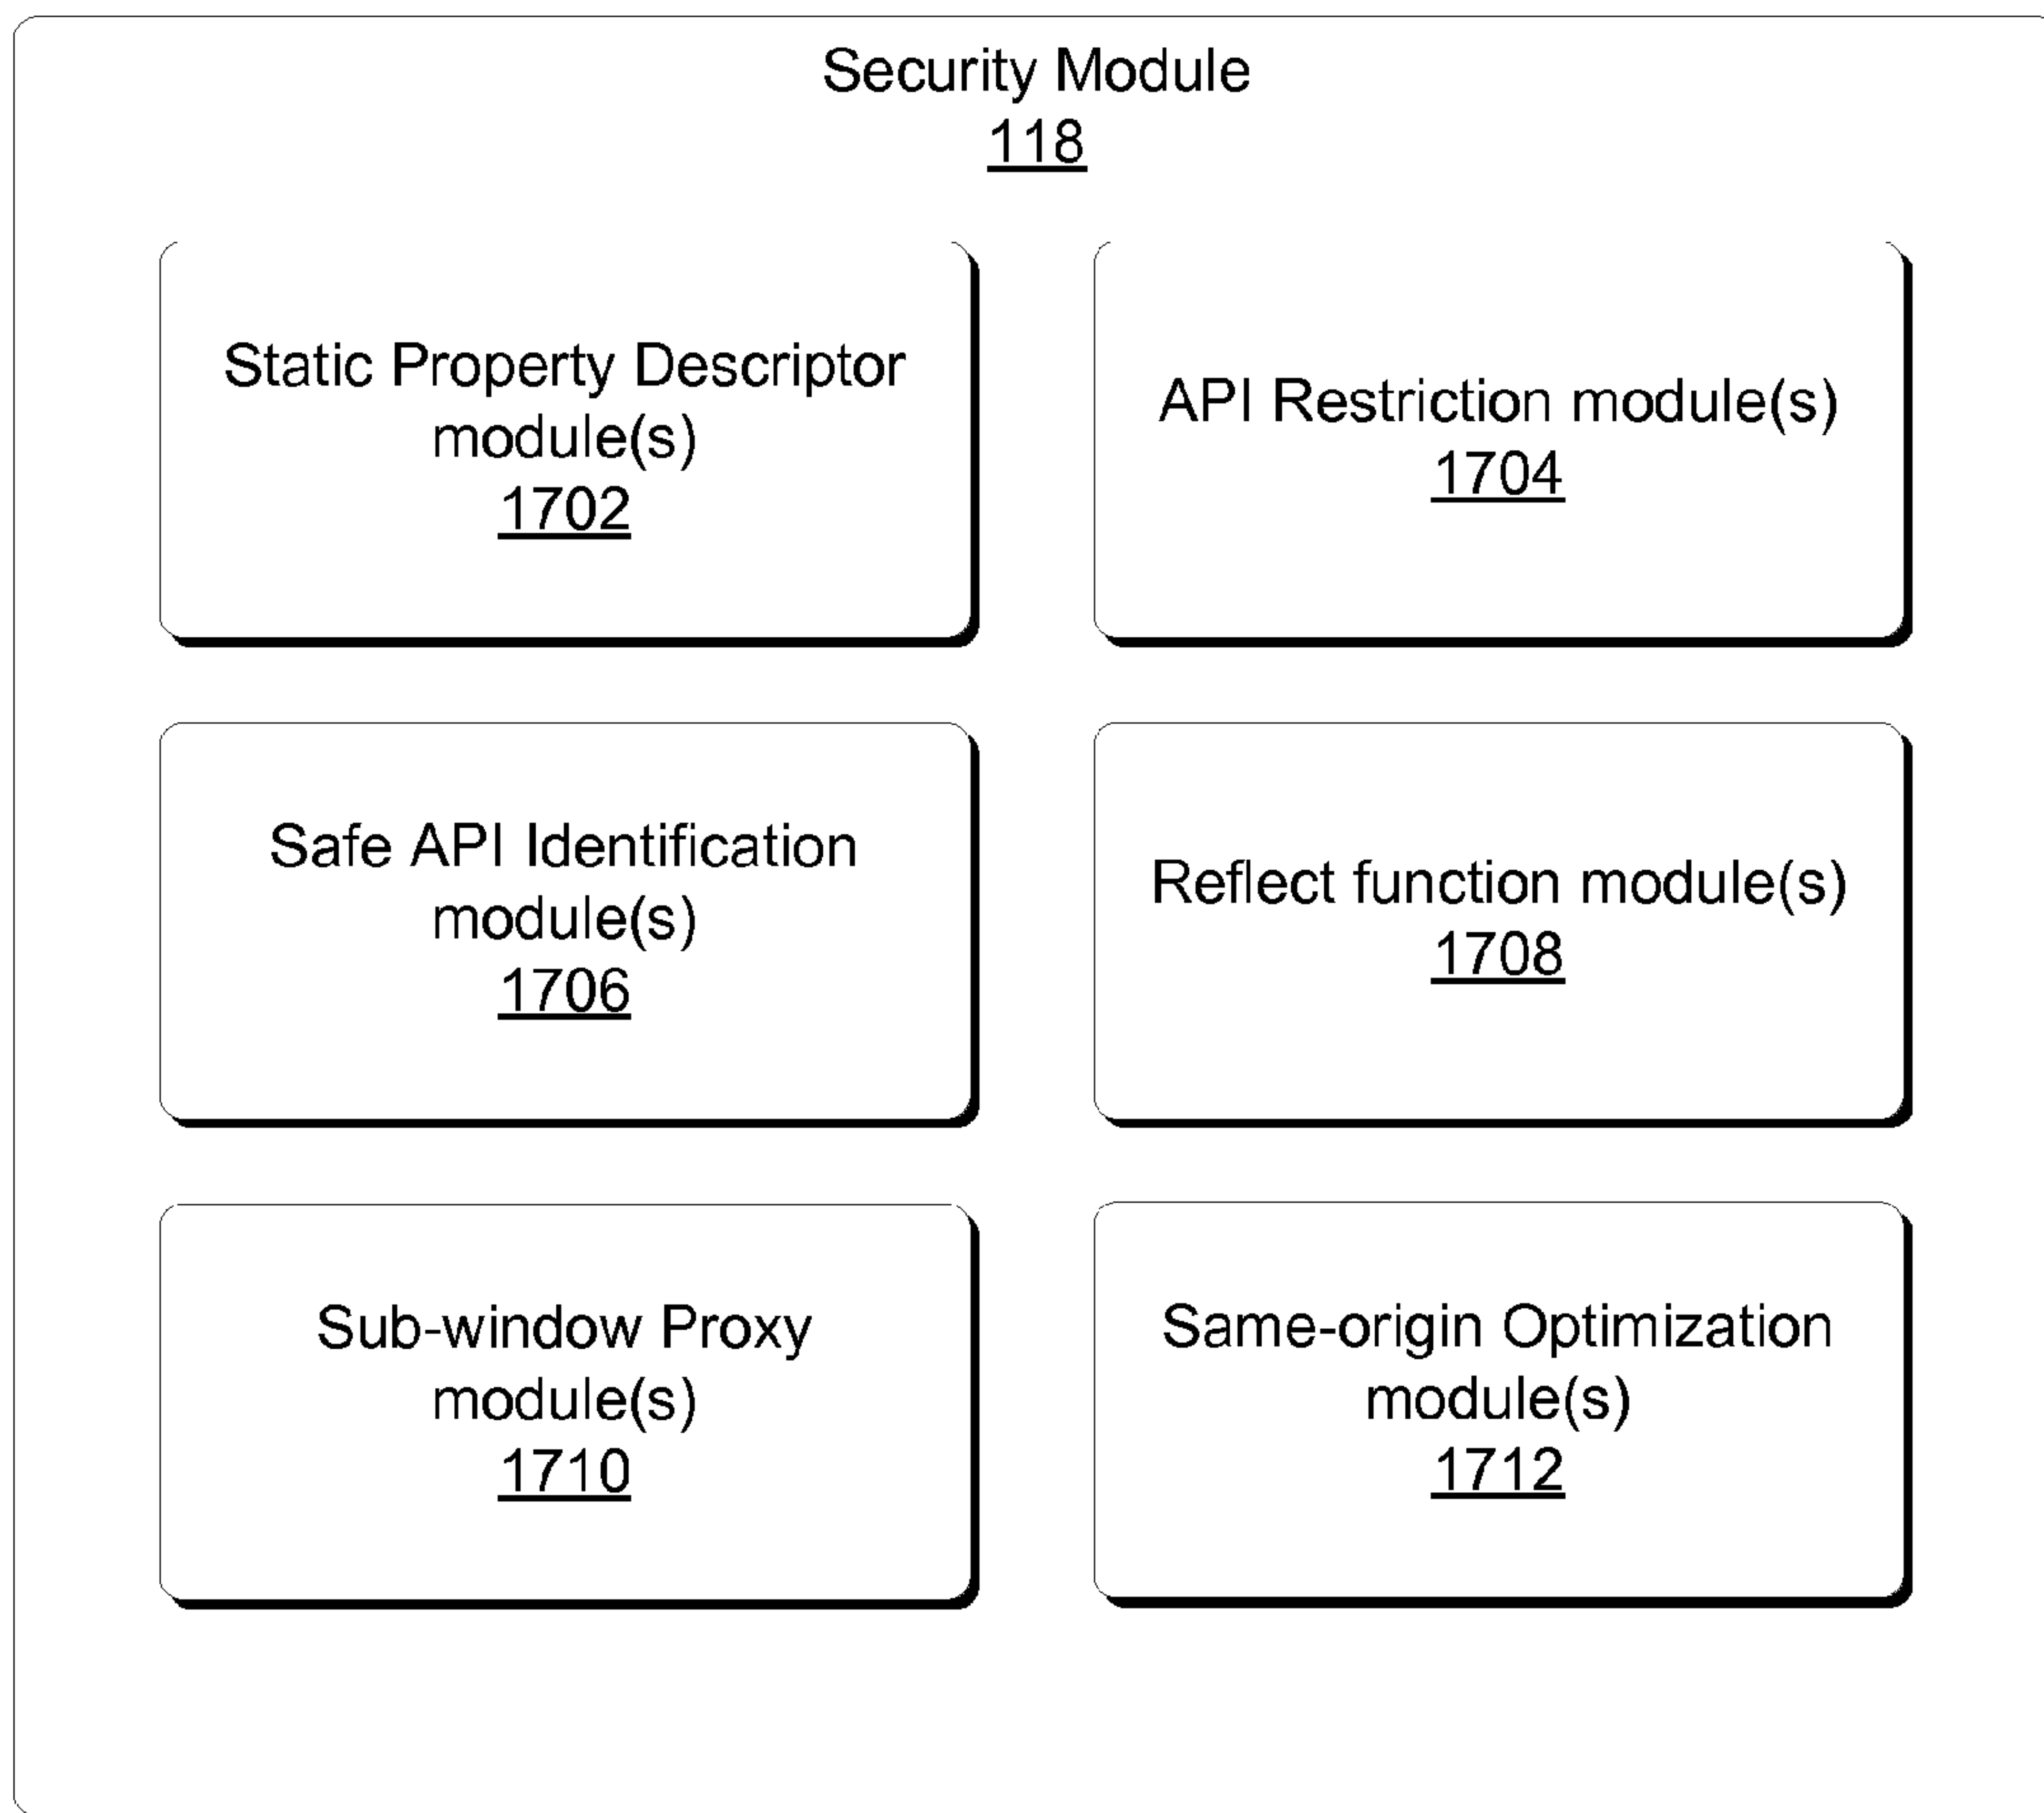 Security Module
118
Static Property Descriptor
module(s)
1702
API Restriction module(s)
1704
Safe API Identification
module(s)
1706
Reflect function module(s)
1708
Sub-window Proxy
module(s)
1710
Same-origin Optimization
module(s)
1712